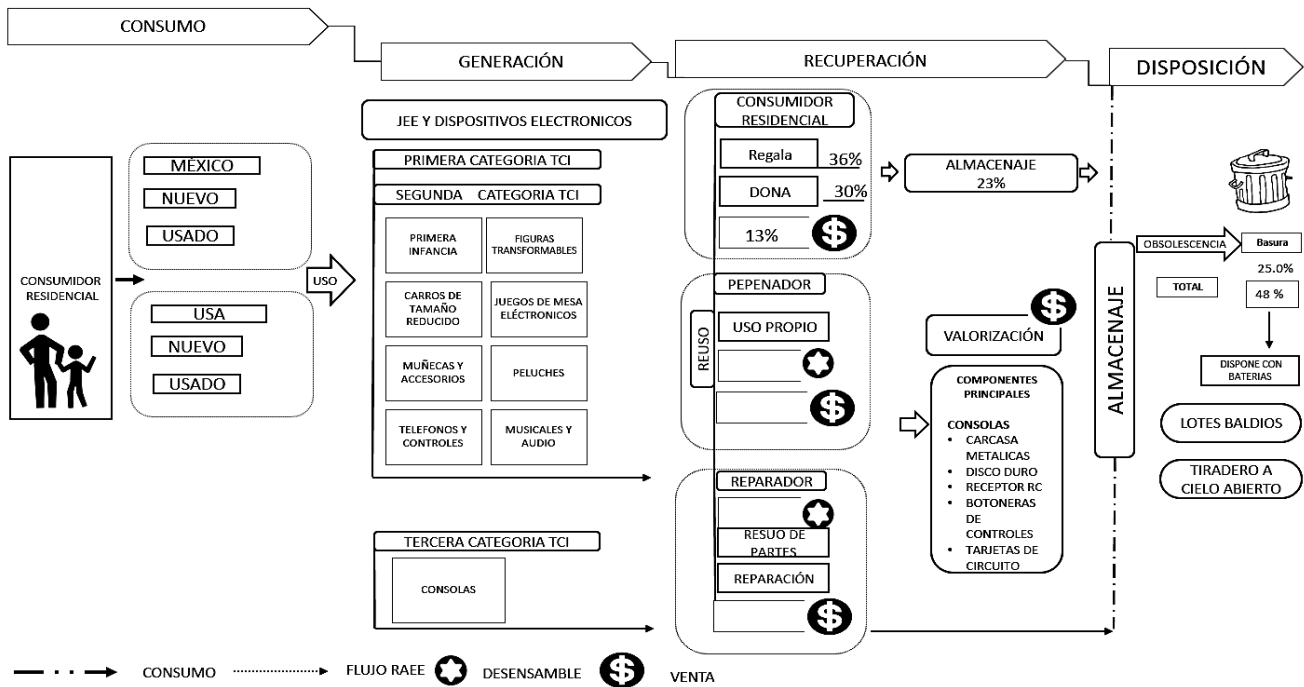 CONSUMO
GENERACIÓN
RECUPERACIÓN
DISPOSICIÓN
CONSUMIDOR
RESIDENCIAL
MÉXICO
NUEVO
USADO
USA
NUEVO
USADO
USO
JEE Y DISPOSITIVOS ELECTRONICOS
PRIMERA CATEGORIA TCI
SEGUNDA CATEGORIA TCI
PRIMERA
INFANCIA
FIGURAS
TRANSFORMABLES
CARROS DE
TAMAÑO
REDUCIDO
JUEGOS DE MESA
ELÉCTRONICOS
MUÑECAS Y
ACCESORIOS
PELUCHES
TELEFONOS Y
CONTROLES
MUSICALES Y
AUDIO
TERCERA CATEGORIA TCI
CONSOLAS
CONSUMIDOR
RESIDENCIAL
Regala 36%
DONA 30%
13% $
REUSO
PEPENADOR
USO PROPIO
$
REPARADOR
RESUO DE
PARTES
REPARACIÓN
$
ALMACENAJE
23%
$
VALORIZACIÓN
COMPONENTES
PRINCIPALES
CONSOLAS
• CARCASA
METALICAS
• DISCO DURO
• RECEPTOR RC
• BOTONERAS
DE
CONTROLES
• TARJETAS DE
CIRCUITO
ALMACENAJE
OBSOLESCENCIA
Basura
25.0%
TOTAL
48 %
DISPONE CON
BATERIAS
LOTES BALDIOS
TIRADERO A
CIELO ABIERTO
CONSUMO FLUJO RAEE DESENSAMBLE $ VENTA